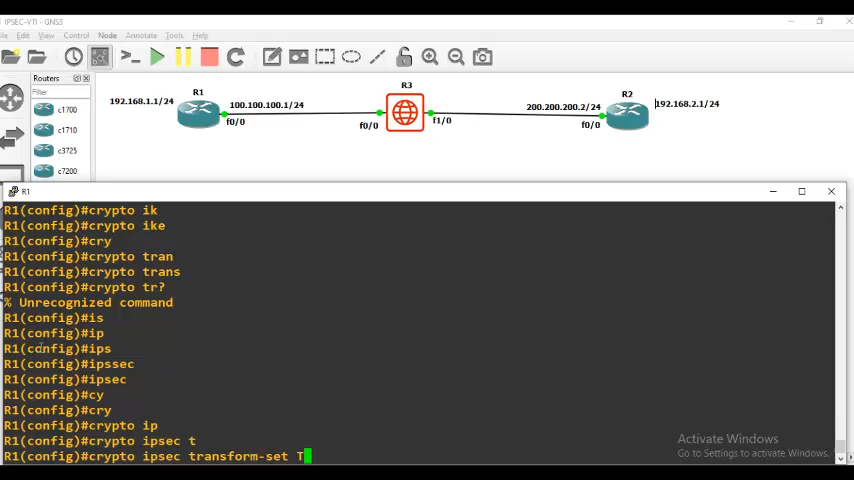 IPSEC-VTI - GNS3
File Edit View Control Node Annotate Tools Help
Routers
Filter
c1700
c1710
c3725
c7200
192.168.1.1/24
R1
100.100.100.1/24
f0/0
R3
f0/0
f1/0
200.200.200.2/24
f0/0
R2
192.168.2.1/24
R1
R1(config)#crypto ik
R1(config)#crypto ike
R1(config)#cry
R1(config)#crypto tran
R1(config)#crypto trans
R1(config)#crypto tr?
% Unrecognized command
R1(config)#is
R1(config)#ip
R1(config)#ips
R1(config)#ipssec
R1(config)#ipsec
R1(config)#cy
R1(config)#cry
R1(config)#crypto ip
R1(config)#crypto ipsec t
R1(config)#crypto ipsec transform-set T
Activate Windows
Go to Settings to activate Windows.